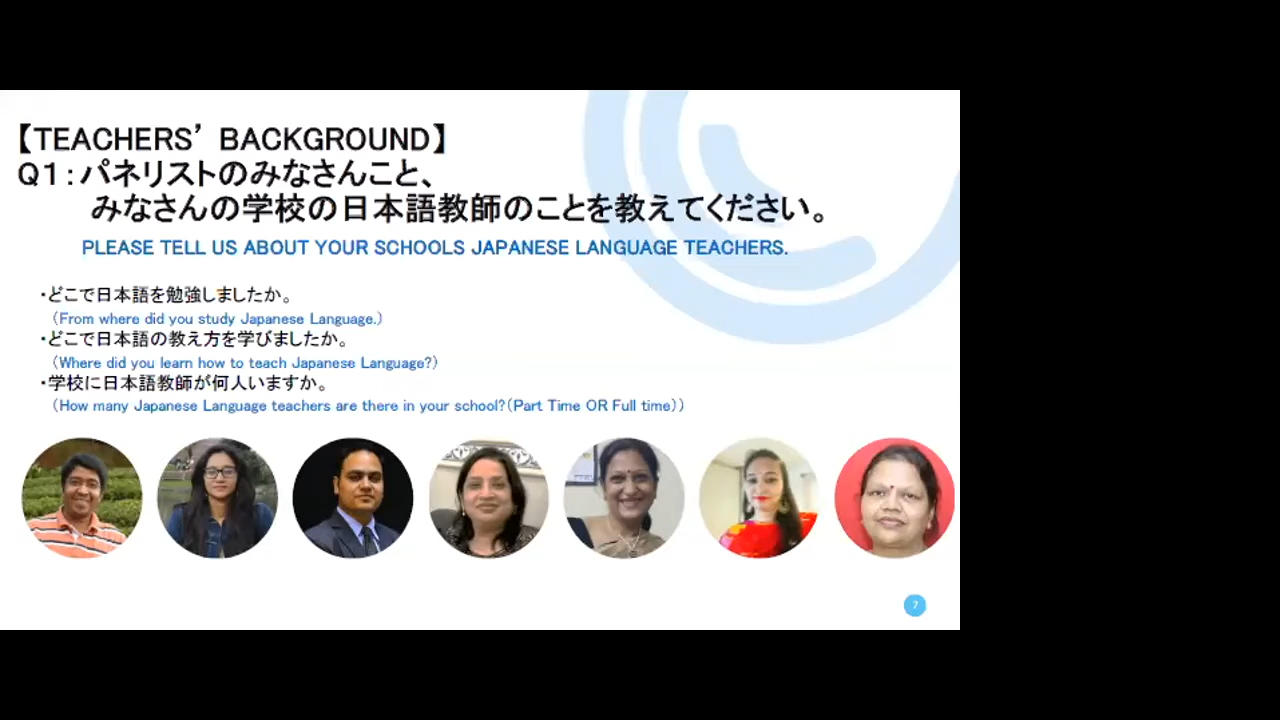 【TEACHERS’ BACKGROUND】
Q1：パネリストのみなさんこと、
みなさんの学校の日本語教師のことを教えてください。
PLEASE TELL US ABOUT YOUR SCHOOLS JAPANESE LANGUAGE TEACHERS.
・どこで日本語を勉強しましたか。
（From where did you study Japanese Language.）
・どこで日本語の教え方を学びましたか。
（Where did you learn how to teach Japanese Language?）
・学校に日本語教師が何人いますか。
（How many Japanese Language teachers are there in your school?（Part Time OR Full time））
7